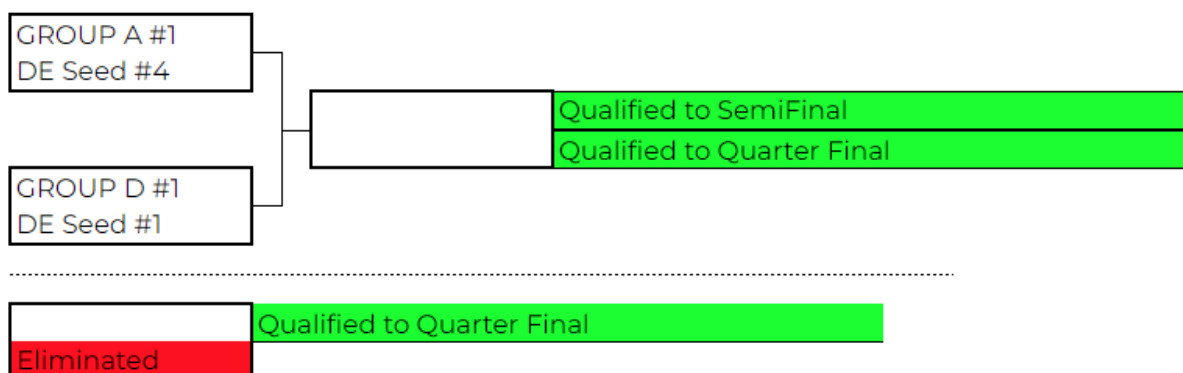 GROUP A #1
DE Seed #4
Qualified to SemiFinal
Qualified to Quarter Final
GROUP D #1
DE Seed #1
Qualified to Quarter Final
Eliminated